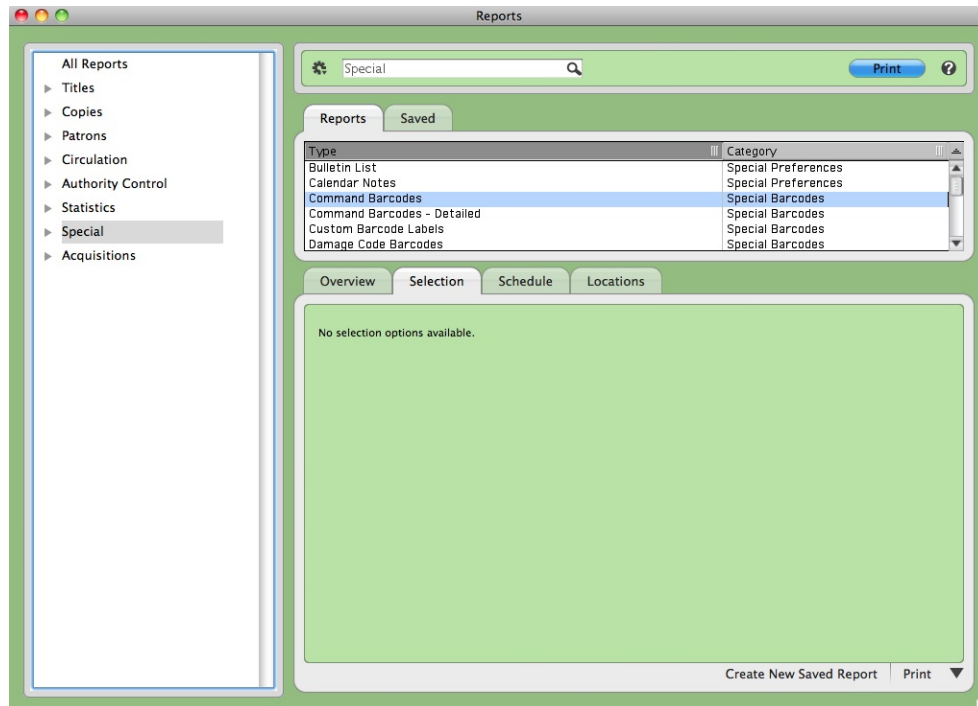 Reports
All Reports
Titles
Copies
Patrons
Circulation
Authority Control
Statistics
Special
Acquisitions
Special
Print
?
Reports Saved
Type Category
Bulletin List Special Preferences
Calendar Notes Special Preferences
Command Barcodes Special Barcodes
Command Barcodes - Detailed Special Barcodes
Custom Barcode Labels Special Barcodes
Damage Code Barcodes Special Barcodes
Overview Selection Schedule Locations
No selection options available.
Create New Saved Report Print